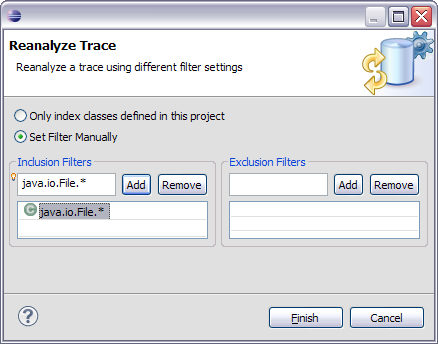 Reanalyze Trace
Reanalyze a trace using different filter settings
Only index classes defined in this project
Set Filter Manually
Inclusion Filters
java.io.File.*
Add
Remove
C java.io.File.*
Exclusion Filters
Add
Remove
?
Finish
Cancel